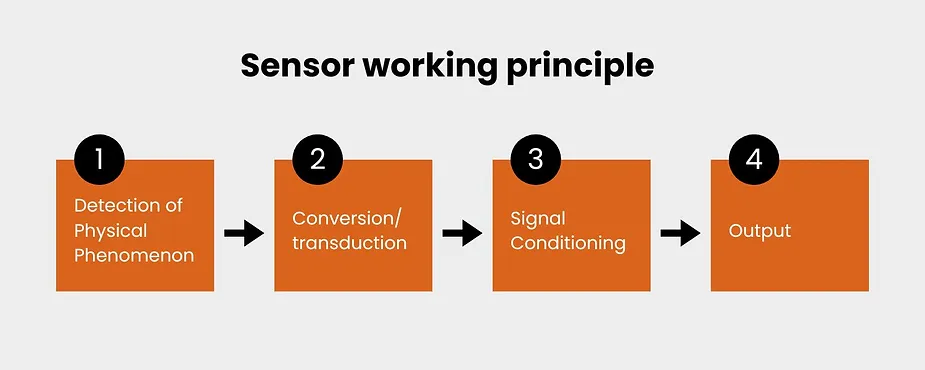 Sensor working principle
1
Detection of
Physical
Phenomenon
2
Conversion/
transduction
3
Signal
Conditioning
4
Output